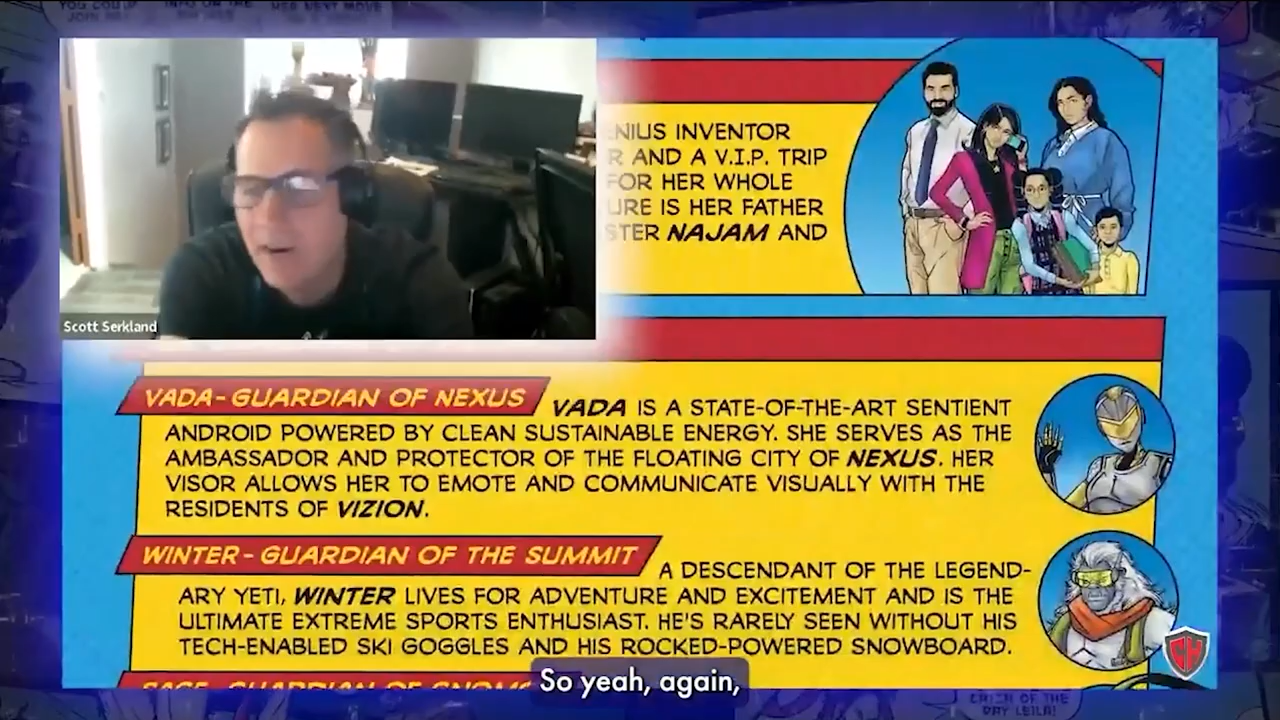 YOU COULD
JOIN
ENIUS INVENTOR
R AND A V.I.P. TRIP
FOR HER WHOLE
URE IS HER FATHER
STER NAJAM AND
Scott Serkland
VADA-GUARDIAN OF NEXUS
VADA IS A STATE-OF-THE-ART SENTIENT
ANDROID POWERED BY CLEAN SUSTAINABLE ENERGY. SHE SERVES AS THE
AMBASSADOR AND PROTECTOR OF THE FLOATING CITY OF NEXUS. HER
VISOR ALLOWS HER TO EMOTE AND COMMUNICATE VISUALLY WITH THE
RESIDENTS OF VIZION.
WINTER-GUARDIAN OF THE SUMMIT
A DESCENDANT OF THE LEGEND-
ARY YETI, WINTER LIVES FOR ADVENTURE AND EXCITEMENT AND IS THE
ULTIMATE EXTREME SPORTS ENTHUSIAST. HE'S RARELY SEEN WITHOUT HIS
TECH-ENABLED SKI GOGGLES AND HIS ROCKED-POWERED SNOWBOARD.
CH
So yeah, again,